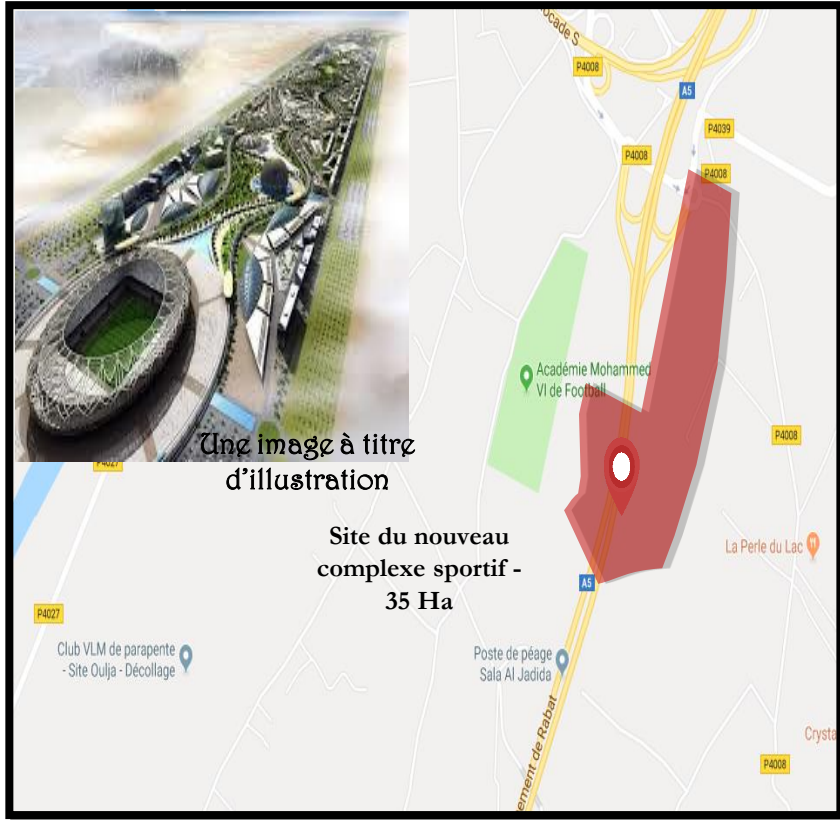 ocade S
P4008
A5
P4039
P4008
P4008
Académie Mohammed
VI de Football
P4008
Une image à titre
d'illustration
P4027
Site du nouveau
complexe sportif -
35 Ha
La Perle du Lac
A5
P4027
Club VLM de parapente
- Site Oulja - Décollage
Poste de péage
Sala Al Jadida
ement de Rabat
Crysta
P4008